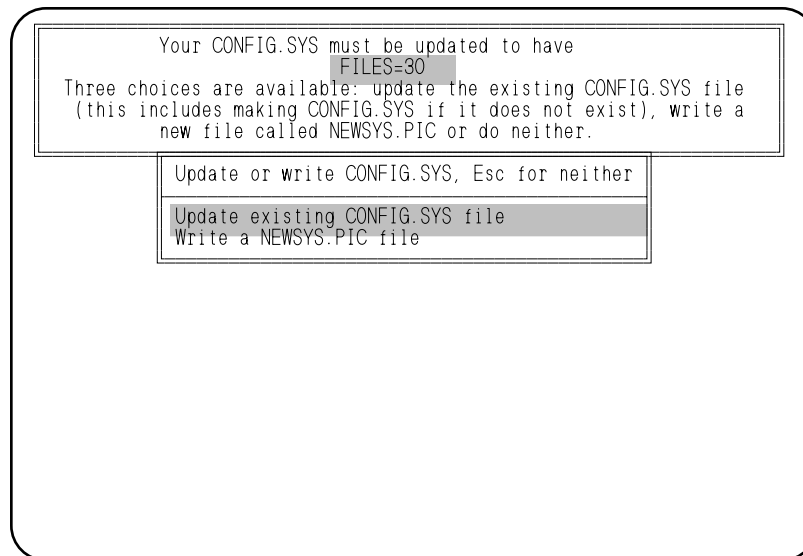 Your CONFIG.SYS must be updated to have
FILES=30
Three choices are available: update the existing CONFIG.SYS file
(this includes making CONFIG.SYS if it does not exist), write a
new file called NEWSYS.PIC or do neither.
Update or write CONFIG.SYS, Esc for neither
Update existing CONFIG.SYS file
Write a NEWSYS.PIC file